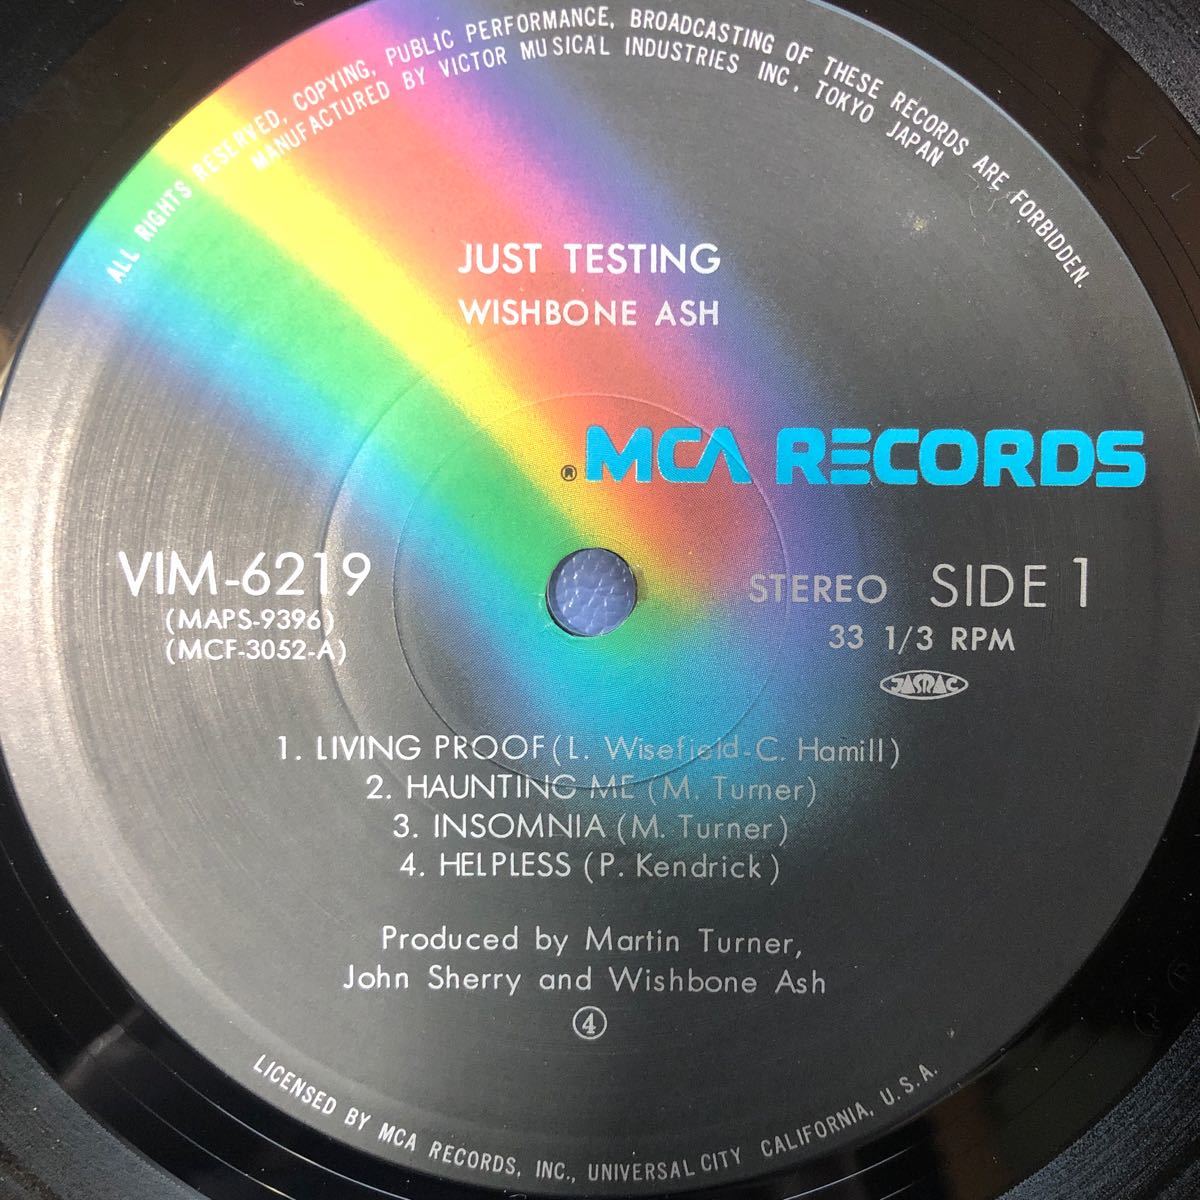 ALL RIGHTS RESERVED, COPYING, PUBLIC PERFORMANCE, BROADCASTING OF THESE RECORDS ARE FORBIDDEN.
MANUFACTURED BY VICTOR MUSICAL INDUSTRIES INC, TOKYO JAPAN
JUST TESTING
WISHBONE ASH
® MCA RECORDS
VIM-6219
(MAPS-9396)
(MCF-3052-A)
STEREO SIDE 1
33 1/3 RPM
JASRAC
1. LIVING PROOF (L. Wisefield-C. Hamill)
2. HAUNTING ME (M. Turner)
3. INSOMNIA (M. Turner)
4. HELPLESS (P. Kendrick)
Produced by Martin Turner,
John Sherry and Wishbone Ash
④
LICENSED BY MCA RECORDS, INC., UNIVERSAL CITY CALIFORNIA, U.S.A.